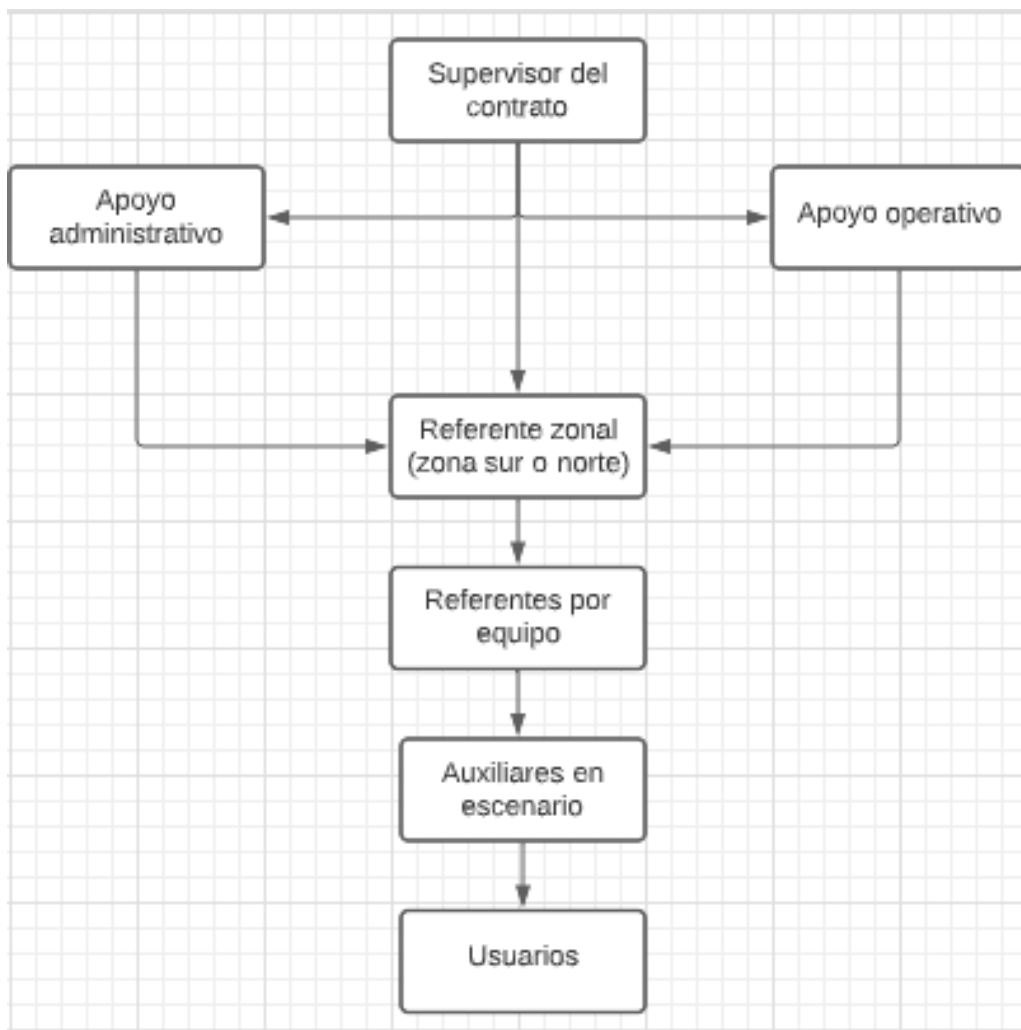 Supervisor del
contrato
Apoyo
administrativo
Apoyo operativo
Referente zonal
(zona sur o norte)
Referentes por
equipo
Auxiliares en
escenario
Usuarios